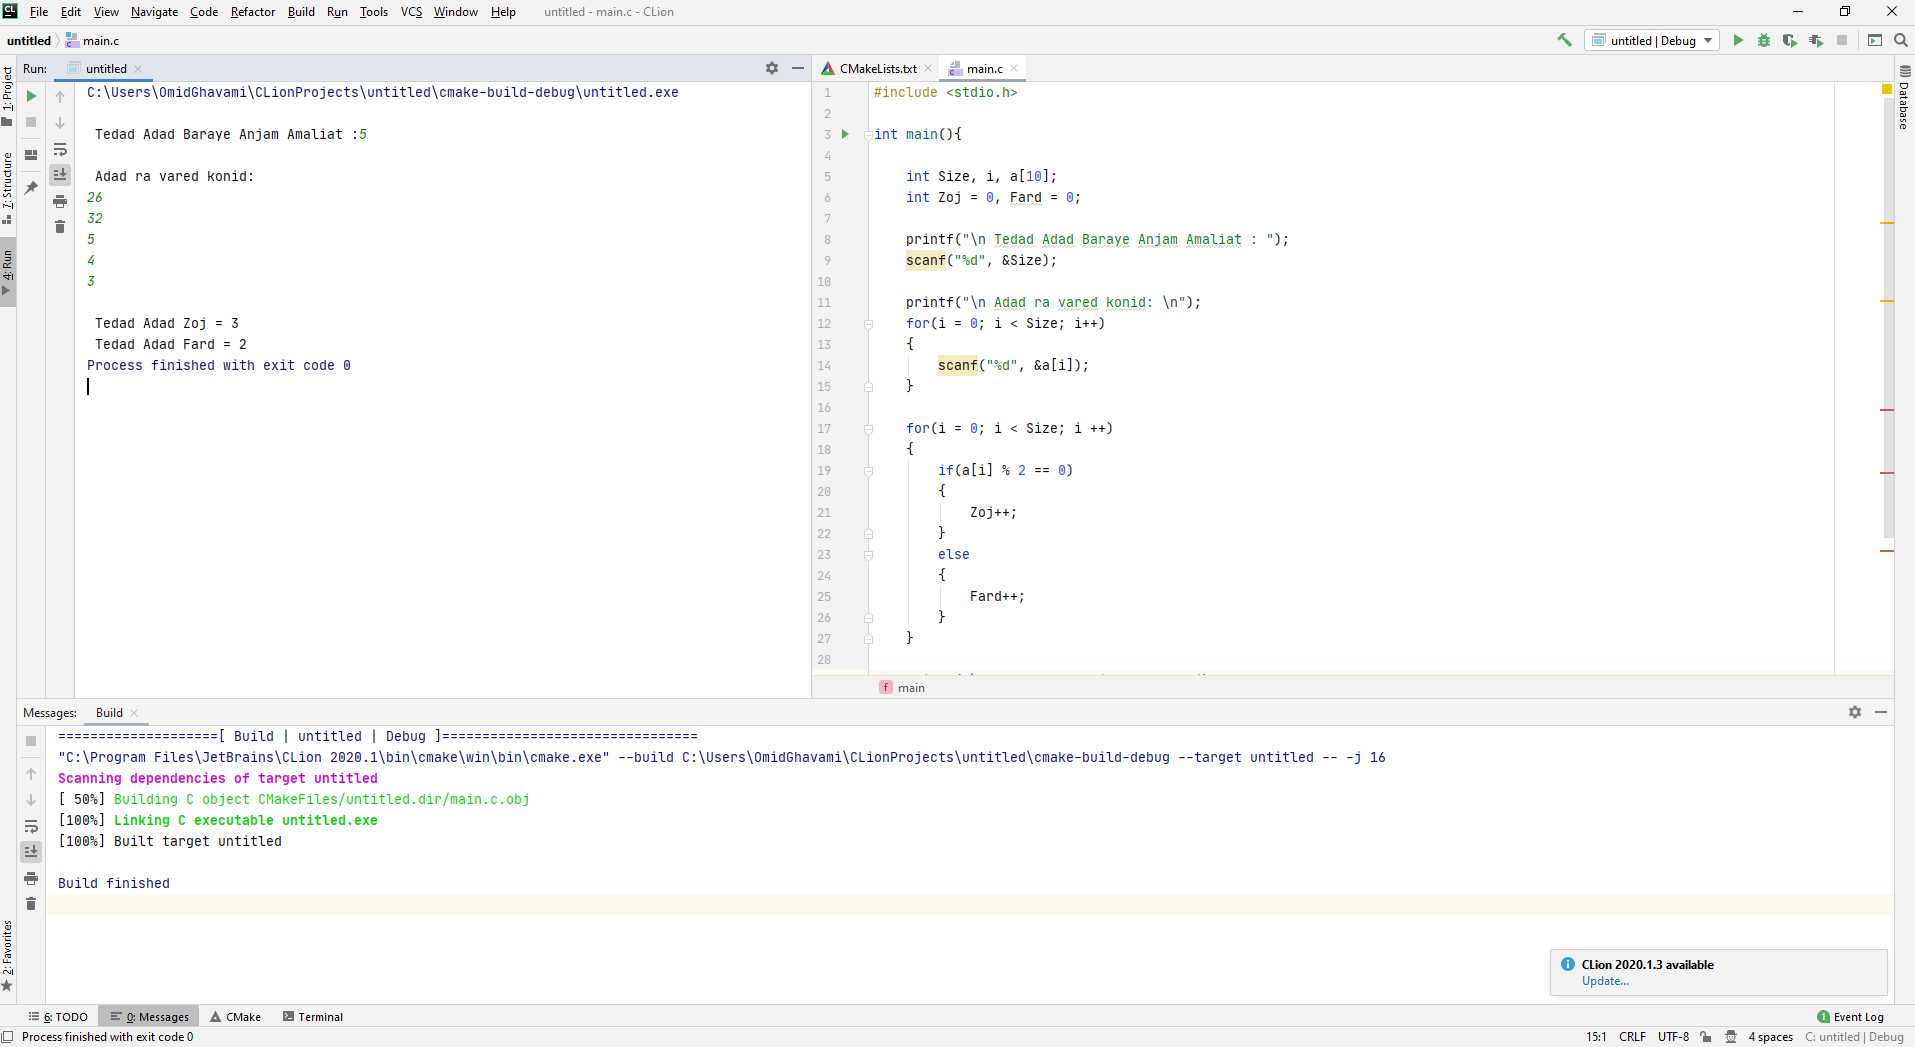 File Edit View Navigate Code Refactor Build Run Tools VCS Window Help untitled - main.c - CLion
untitled main.c
untitled | Debug
Run: untitled
C:\Users\OmidGhavami\CLionProjects\untitled\cmake-build-debug\untitled.exe
Tedad Adad Baraye Anjam Amaliat :5
Adad ra vared konid:
26
32
5
4
3
Tedad Adad Zoj = 3
Tedad Adad Fard = 2
Process finished with exit code 0
CMakeLists.txt main.c
1 #include <stdio.h>
2
3 int main(){
4
5 int Size, i, a[10];
6 int Zoj = 0, Fard = 0;
7
8 printf("\n Tedad Adad Baraye Anjam Amaliat : ");
9 scanf("%d", &Size);
10
11 printf("\n Adad ra vared konid: \n");
12 for(i = 0; i < Size; i++)
13 {
14 scanf("%d", &a[i]);
15 }
16
17 for(i = 0; i < Size; i ++)
18 {
19 if(a[i] % 2 == 0)
20 {
21 Zoj++;
22 }
23 else
24 {
25 Fard++;
26 }
27 }
28
f main
1: Project
7: Structure
4: Run
2: Favorites
Database
Messages: Build
====================[ Build | untitled | Debug ]================================
"C:\Program Files\JetBrains\CLion 2020.1\bin\cmake\win\bin\cmake.exe" --build C:\Users\OmidGhavami\CLionProjects\untitled\cmake-build-debug --target untitled -- -j 16
Scanning dependencies of target untitled
[ 50%] Building C object CMakeFiles/untitled.dir/main.c.obj
[100%] Linking C executable untitled.exe
[100%] Built target untitled
Build finished
CLion 2020.1.3 available
Update...
6: TODO 0: Messages CMake Terminal 1 Event Log
Process finished with exit code 0 15:1 CRLF UTF-8 4 spaces C: untitled | Debug